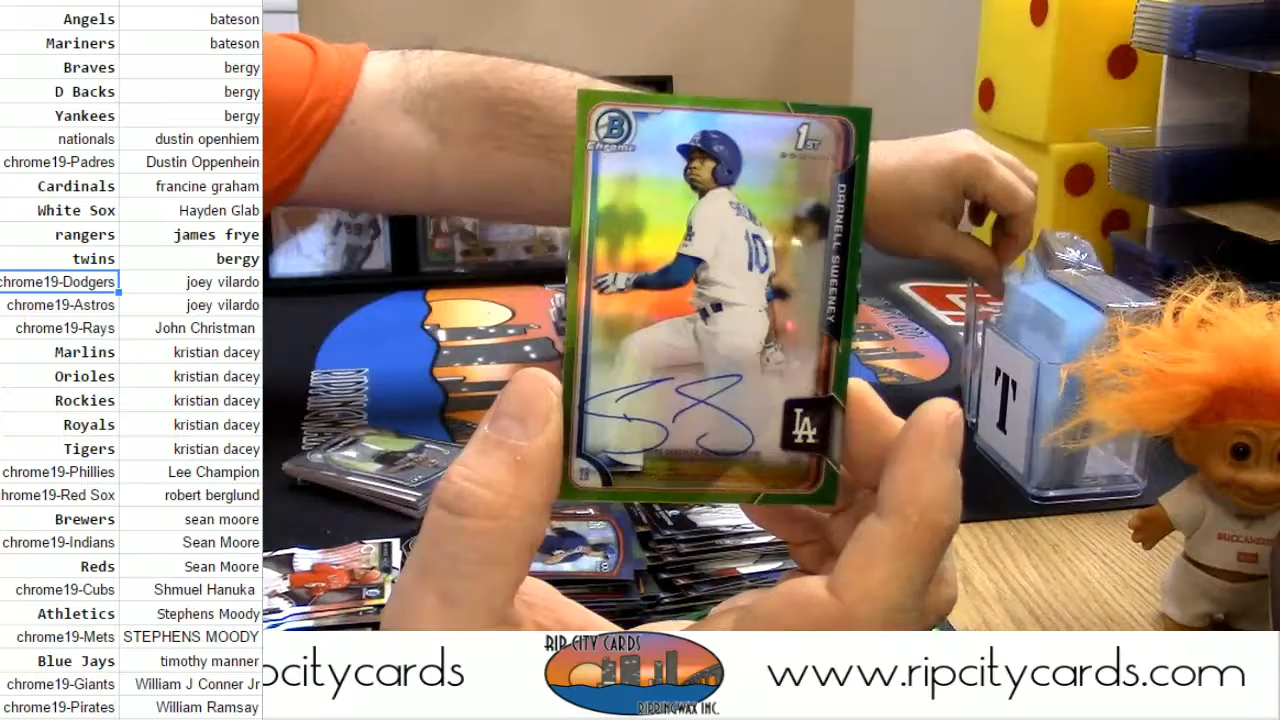 Angels bateson
Mariners bateson
Braves bergy
D Backs bergy
Yankees bergy
nationals dustin openhiem
chrome19-Padres Dustin Oppenhein
Cardinals francine graham
White Sox Hayden Glab
rangers james frye
twins bergy
chrome19-Dodgers joey vilardo
chrome19-Astros joey vilardo
chrome19-Rays John Christman
Marlins kristian dacey
Orioles kristian dacey
Rockies kristian dacey
Royals kristian dacey
Tigers kristian dacey
chrome19-Phillies Lee Champion
hrome19-Red Sox robert berglund
Brewers sean moore
chrome19-Indians Sean Moore
Reds Sean Moore
chrome19-Cubs Shmuel Hanuka
Athletics Stephens Moody
chrome19-Mets STEPHENS MOODY
Blue Jays timothy manner
chrome19-Giants William J Conner Jr
chrome19-Pirates William Ramsay
B
Chrome
1ST
DARNELL SWEENEY
10
LA
T
BUCCANEERS
ipcitycards
RIP CITY CARDS
RIPPINGWAX INC.
www.ripcitycards.com